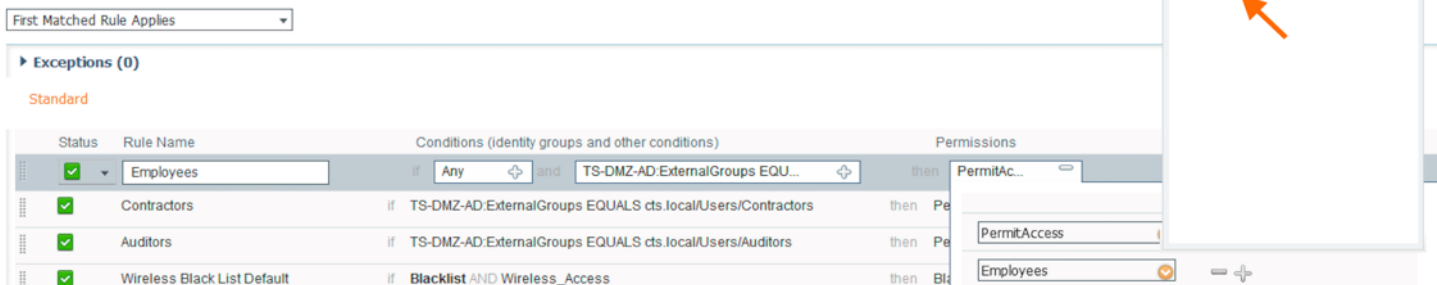 First Matched Rule Applies
Exceptions (0)
Standard
Status Rule Name Conditions (identity groups and other conditions) Permissions
Employees if Any and TS-DMZ-AD:ExternalGroups EQU... then PermitAc...
Contractors if TS-DMZ-AD:ExternalGroups EQUALS cts.local/Users/Contractors then Pe
PermitAccess
Auditors if TS-DMZ-AD:ExternalGroups EQUALS cts.local/Users/Auditors then Pe
Employees
Wireless Black List Default if Blacklist AND Wireless_Access then Bla